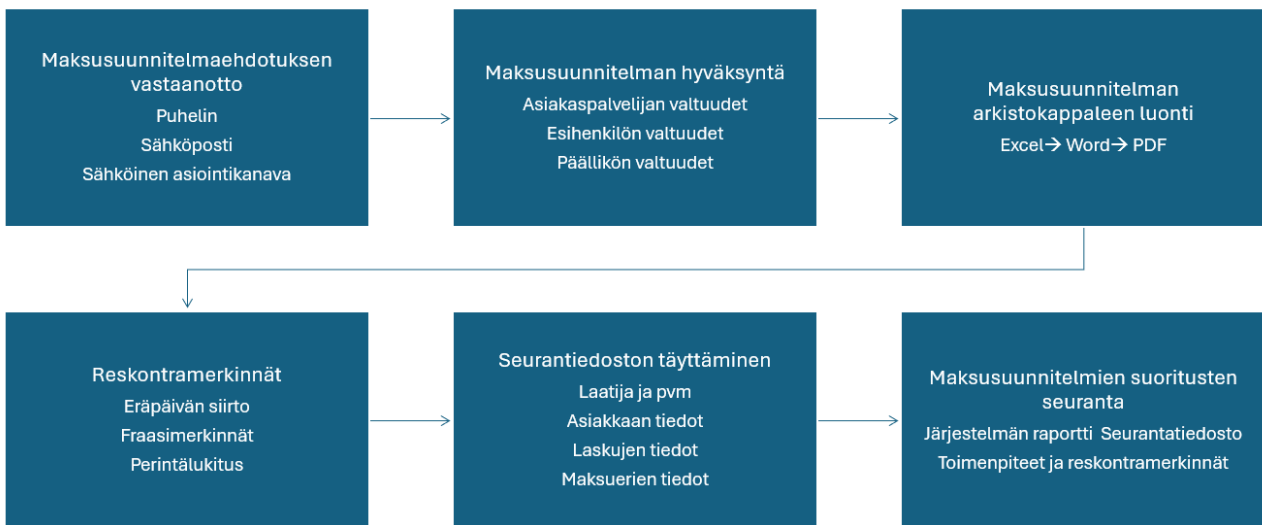 Maksusuunnitelmaehdotuksen
vastaanotto
Puhelin
Sähköposti
Sähköinen asiointikanava
Maksusuunnitelman hyväksyntä
Asiakaspalvelijan valtuudet
Esihenkilön valtuudet
Päällikön valtuudet
Maksusuunnitelman
arkistokappaleen luonti
Excel→ Word→ PDF
Reskontramerkinnät
Eräpäivän siirto
Fraasimerkinnät
Perintälukitus
Seurantiedoston täyttäminen
Laatija ja pvm
Asiakkaan tiedot
Laskujen tiedot
Maksuerien tiedot
Maksusuunnitelmien suoritusten
seuranta
Järjestelmän raportti Seurantatiedosto
Toimenpiteet ja reskontramerkinnät